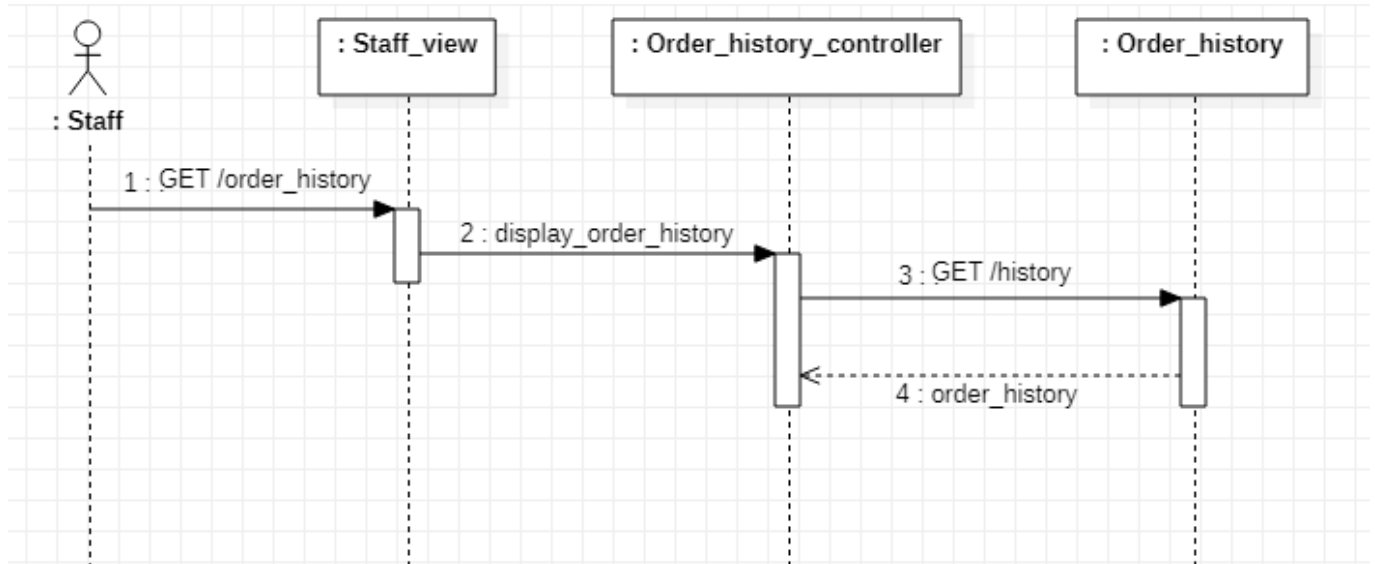 : Staff_view
: Order_history_controller
: Order_history
: Staff
1 : GET /order_history
2 : display_order_history
3 : GET /history
4 : order_history